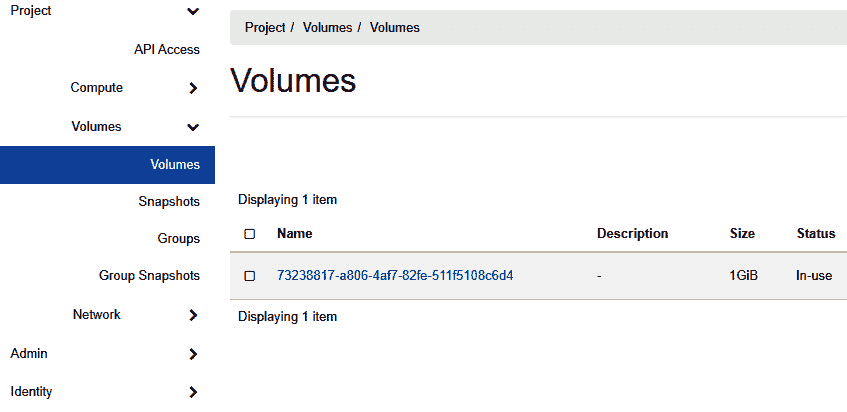 Project
API Access
Compute
Volumes
Volumes
Snapshots
Groups
Group Snapshots
Network
Admin
Identity
Project / Volumes / Volumes
Volumes
Displaying 1 item
Name Description Size Status
73238817-a806-4af7-82fe-511f5108c6d4 - 1GiB In-use
Displaying 1 item